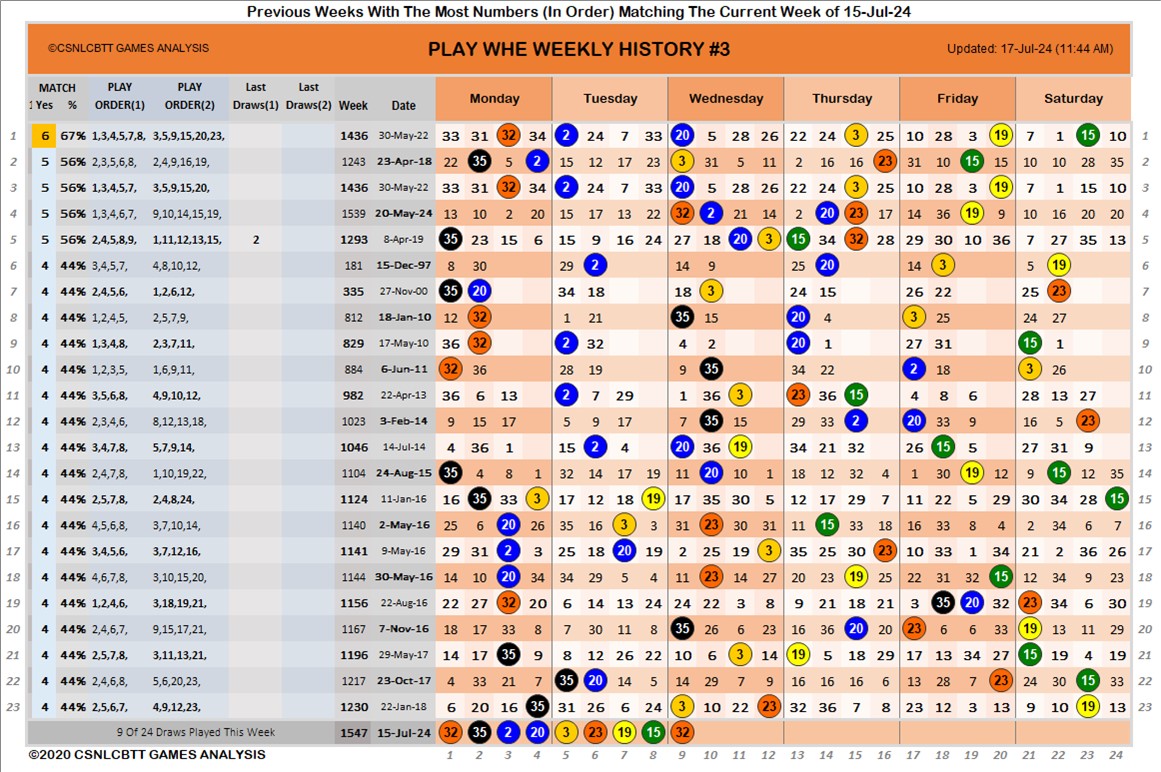 Previous Weeks With The Most Numbers (In Order) Matching The Current Week of 15-Jul-24
©CSNLCBTT GAMES ANALYSIS PLAY WHE WEEKLY HISTORY #3 Updated: 17-Jul-24 (11:44 AM)
MATCH PLAY PLAY Last Last
1 Yes % ORDER(1) ORDER(2) Draws(1) Draws(2) Week Date Monday Tuesday Wednesday Thursday Friday Saturday
1 6 67% 1,3,4,5,7,8, 3,5,9,15,20,23, 1436 30-May-22 33 31 32 34 2 24 7 33 20 5 28 26 22 24 3 25 10 28 3 19 7 1 15 10 1
2 5 56% 2,3,5,6,8, 2,4,9,16,19, 1243 23-Apr-18 22 35 5 2 15 12 17 23 3 31 5 11 2 16 16 23 31 10 15 15 10 10 28 35 2
3 5 56% 1,3,4,5,7, 3,5,9,15,20, 1436 30-May-22 33 31 32 34 2 24 7 33 20 5 28 26 22 24 3 25 10 28 3 19 7 1 15 10 3
4 5 56% 1,3,4,6,7, 9,10,14,15,19, 1539 20-May-24 13 10 2 20 15 17 13 22 32 2 21 14 2 20 23 17 14 36 19 9 10 16 20 20 4
5 5 56% 2,4,5,8,9, 1,11,12,13,15, 2 1293 8-Apr-19 35 23 15 6 15 9 16 24 27 18 20 3 15 34 32 28 29 30 10 36 7 27 35 13 5
6 4 44% 3,4,5,7, 4,8,10,12, 181 15-Dec-97 8 30 29 2 14 9 25 20 14 3 5 19 6
7 4 44% 2,4,5,6, 1,2,6,12, 335 27-Nov-00 35 20 34 18 18 3 24 15 26 22 25 23 7
8 4 44% 1,2,4,5, 2,5,7,9, 812 18-Jan-10 12 32 1 21 35 15 20 4 3 25 24 27 8
9 4 44% 1,3,4,8, 2,3,7,11, 829 17-May-10 36 32 2 32 4 2 20 1 27 31 15 1 9
10 4 44% 1,2,3,5, 1,6,9,11, 884 6-Jun-11 32 36 28 19 9 35 34 22 2 18 3 26 10
11 4 44% 3,5,6,8, 4,9,10,12, 982 22-Apr-13 36 6 13 2 7 29 1 36 3 23 36 15 4 8 6 28 13 27 11
12 4 44% 2,3,4,6, 8,12,13,18, 1023 3-Feb-14 9 15 17 5 9 17 7 35 15 29 33 2 20 33 9 16 5 23 12
13 4 44% 3,4,7,8, 5,7,9,14, 1046 14-Jul-14 4 36 1 15 2 4 20 36 19 34 21 32 26 15 5 27 31 9 13
14 4 44% 2,4,7,8, 1,10,19,22, 1104 24-Aug-15 35 4 8 1 32 14 17 19 11 20 10 1 18 12 32 4 1 30 19 12 9 15 12 35 14
15 4 44% 2,5,7,8, 2,4,8,24, 1124 11-Jan-16 16 35 33 3 17 12 18 19 17 35 30 5 12 17 29 7 11 22 5 29 30 34 28 15 15
16 4 44% 4,5,6,8, 3,7,10,14, 1140 2-May-16 25 6 20 26 35 16 3 3 31 23 30 31 11 15 33 18 16 33 8 4 2 34 6 7 16
17 4 44% 3,4,5,6, 3,7,12,16, 1141 9-May-16 29 31 2 3 25 18 20 19 2 25 19 3 35 25 30 23 10 33 1 34 21 2 36 26 17
18 4 44% 4,6,7,8, 3,10,15,20, 1144 30-May-16 14 10 20 34 34 29 5 4 11 23 14 27 20 23 19 25 22 31 32 15 12 34 9 23 18
19 4 44% 1,2,4,6, 3,18,19,21, 1156 22-Aug-16 22 27 32 20 6 14 13 24 24 22 3 8 9 21 18 21 3 35 20 32 23 34 6 30 19
20 4 44% 2,4,6,7, 9,15,17,21, 1167 7-Nov-16 18 17 33 8 7 30 11 8 35 26 6 23 16 36 20 20 23 6 6 33 19 13 11 29 20
21 4 44% 2,5,7,8, 3,11,13,21, 1196 29-May-17 14 17 35 9 8 12 26 22 10 6 3 14 19 5 18 29 17 13 34 27 15 19 4 19 21
22 4 44% 2,4,6,8, 5,6,20,23, 1217 23-Oct-17 4 33 21 7 35 20 14 5 14 29 7 9 16 16 16 6 13 28 7 23 24 30 15 33 22
23 4 44% 2,5,6,7, 4,9,12,23, 1230 22-Jan-18 6 20 16 35 31 26 6 24 3 10 22 23 32 36 7 8 23 12 3 13 9 10 19 13 23
9 Of 24 Draws Played This Week 1547 15-Jul-24 32 35 2 20 3 23 19 15 32
©2020 CSNLCBTT GAMES ANALYSIS 1 2 3 4 5 6 7 8 9 10 11 12 13 14 15 16 17 18 19 20 21 22 23 24